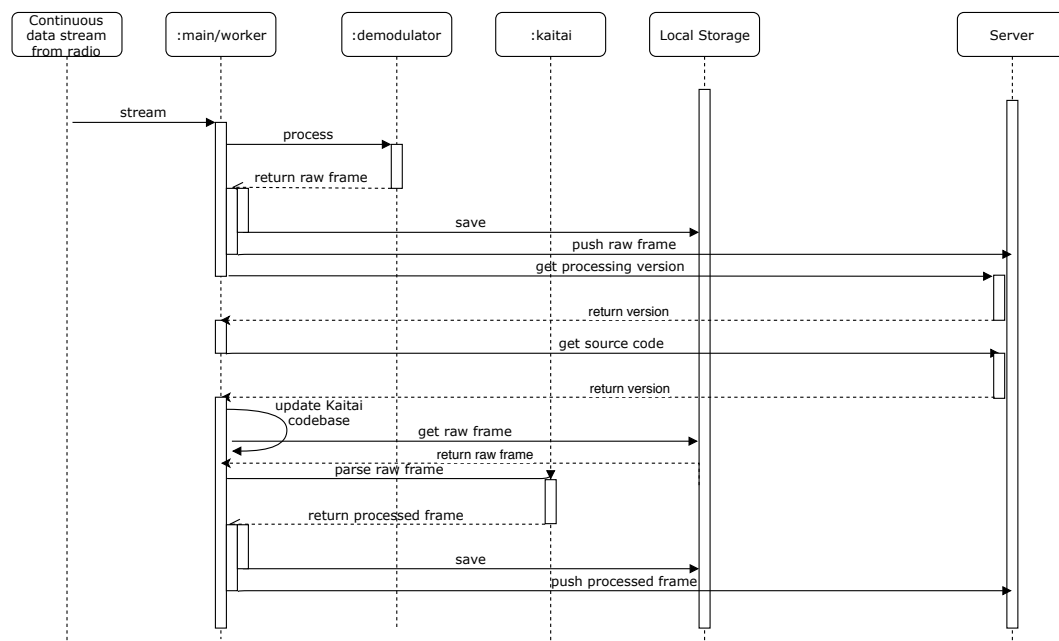 Continuous
data stream
from radio
:main/worker
:demodulator
:kaitai
Local Storage
Server
stream
process
return raw frame
save
push raw frame
get processing version
return version
get source code
return version
update Kaitai
codebase
get raw frame
return raw frame
parse raw frame
return processed frame
save
push processed frame